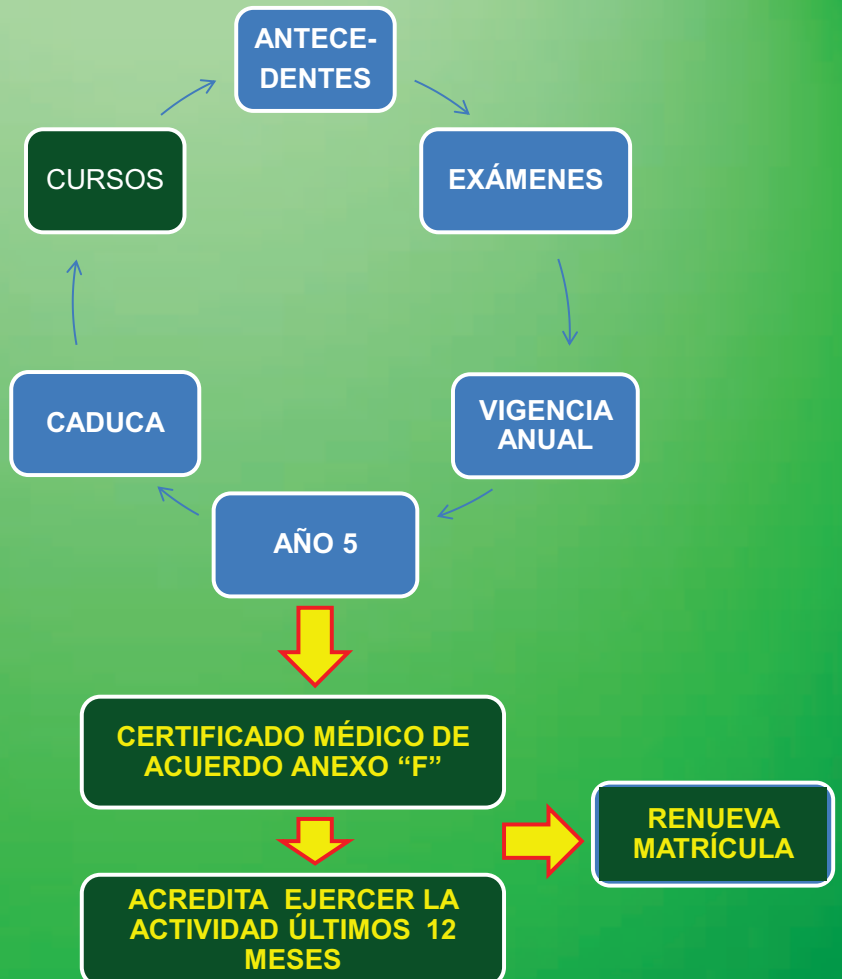 ANTECE-
DENTES
CURSOS
EXÁMENES
CADUCA
VIGENCIA
ANUAL
AÑO 5
CERTIFICADO MÉDICO DE
ACUERDO ANEXO “F”
RENUEVA
MATRÍCULA
ACREDITA EJERCER LA
ACTIVIDAD ÚLTIMOS 12
MESES